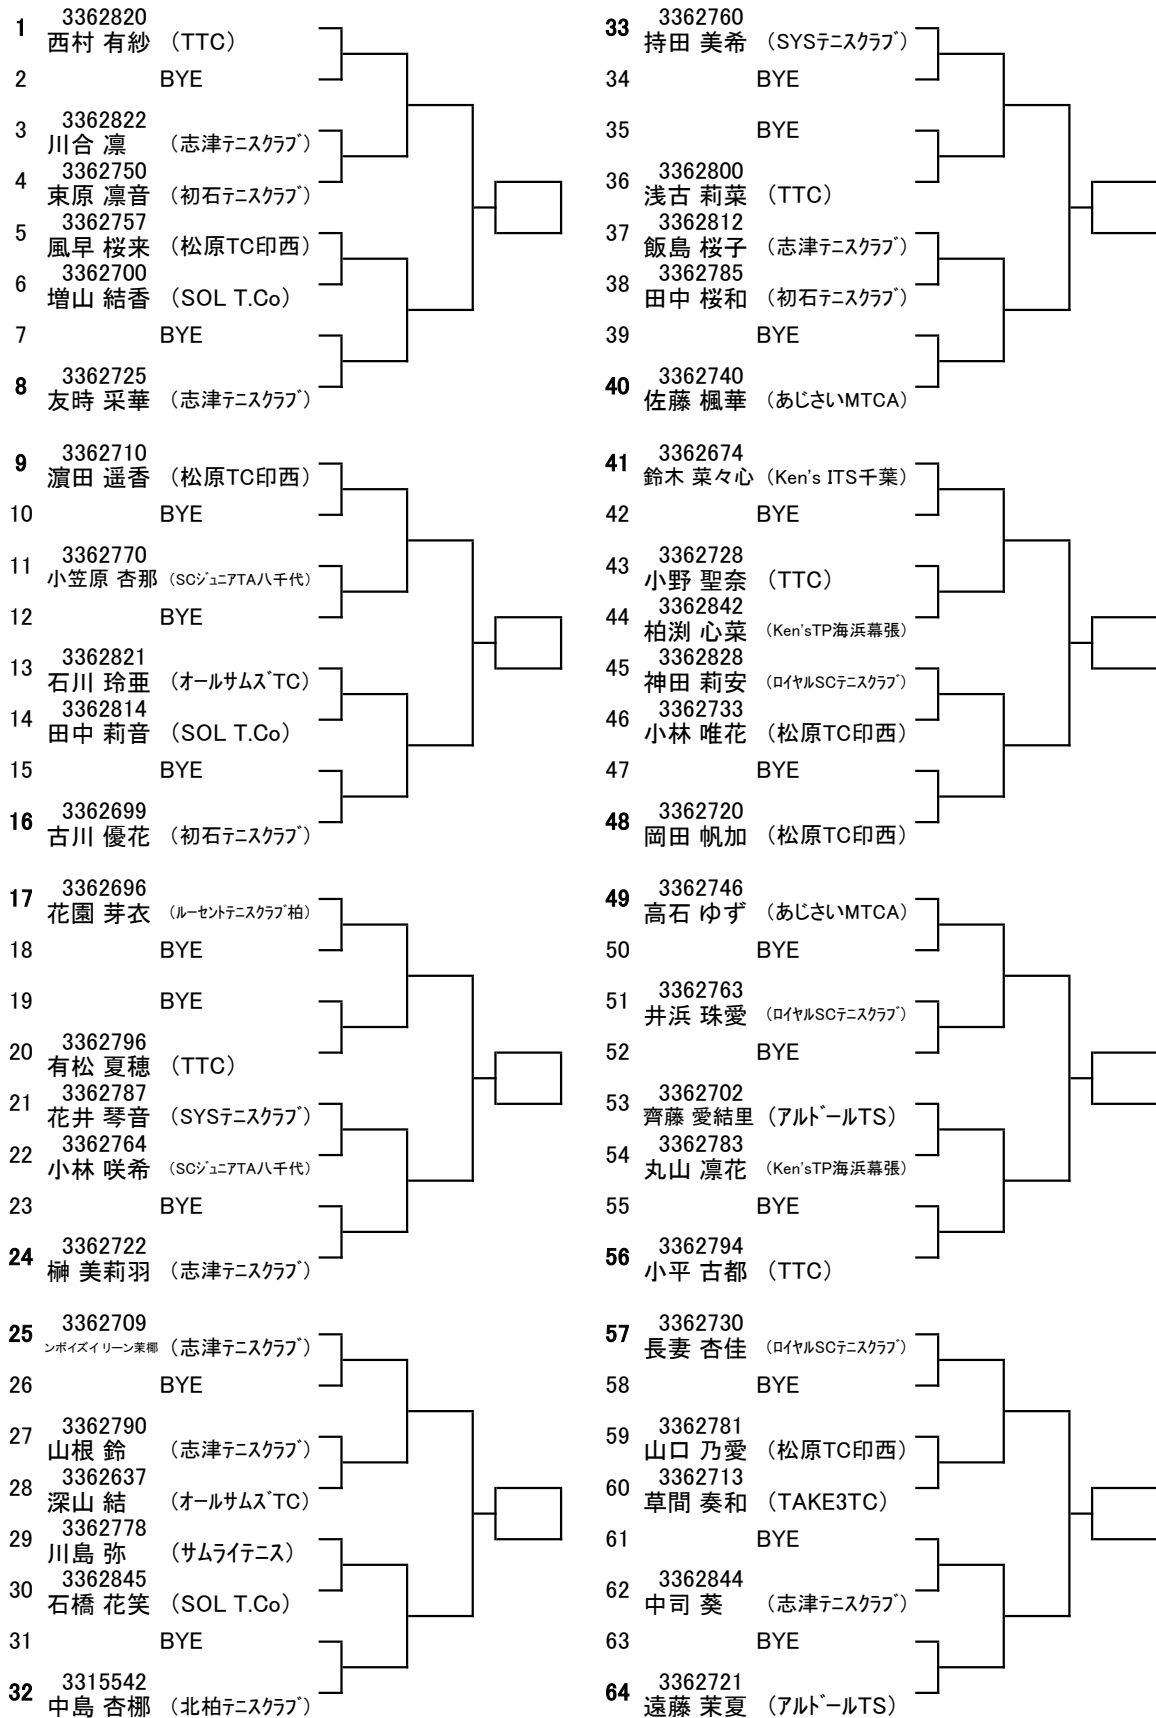 3362820
1 西村 有紗 （TTC）
2 BYE
3362822
3 川合 凛 （志津テニスクラブ）
3362750
4 束原 凛音 （初石テニスクラブ）
3362757
5 風早 桜来 （松原TC印西）
3362700
6 増山 結香 （SOL T.Co）
7 BYE
3362725
8 友時 采華 （志津テニスクラブ）
3362710
9 濵田 遥香 （松原TC印西）
10 BYE
3362770
11 小笠原 杏那 （SCジュニアTA八千代）
12 BYE
3362821
13 石川 玲亜 （オールサムズTC）
3362814
14 田中 莉音 （SOL T.Co）
15 BYE
3362699
16 古川 優花 （初石テニスクラブ）
3362696
17 花園 芽衣 （ルーセントテニスクラブ柏）
18 BYE
19 BYE
3362796
20 有松 夏穂 （TTC）
3362787
21 花井 琴音 （SYSテニスクラブ）
3362764
22 小林 咲希 （SCジュニアTA八千代）
23 BYE
3362722
24 榊 美莉羽 （志津テニスクラブ）
3362709
25 ンボイズイリーン茉椰 （志津テニスクラブ）
26 BYE
3362790
27 山根 鈴 （志津テニスクラブ）
3362637
28 深山 結 （オールサムズTC）
3362778
29 川島 弥 （サムライテニス）
3362845
30 石橋 花笑 （SOL T.Co）
31 BYE
3315542
32 中島 杏梛 （北柏テニスクラブ）
3362760
33 持田 美希 （SYSテニスクラブ）
34 BYE
35 BYE
3362800
36 浅古 莉菜 （TTC）
3362812
37 飯島 桜子 （志津テニスクラブ）
3362785
38 田中 桜和 （初石テニスクラブ）
39 BYE
3362740
40 佐藤 楓華 （あじさいMTCA）
3362674
41 鈴木 菜々心 （Ken's ITS千葉）
42 BYE
3362728
43 小野 聖奈 （TTC）
3362842
44 柏渕 心菜 （Ken'sTP海浜幕張）
3362828
45 神田 莉安 （ロイヤルSCテニスクラブ）
3362733
46 小林 唯花 （松原TC印西）
47 BYE
3362720
48 岡田 帆加 （松原TC印西）
3362746
49 高石 ゆず （あじさいMTCA）
50 BYE
3362763
51 井浜 珠愛 （ロイヤルSCテニスクラブ）
52 BYE
3362702
53 齊藤 愛結里 （アルドールTS）
3362783
54 丸山 凛花 （Ken'sTP海浜幕張）
55 BYE
3362794
56 小平 古都 （TTC）
3362730
57 長妻 杏佳 （ロイヤルSCテニスクラブ）
58 BYE
3362781
59 山口 乃愛 （松原TC印西）
3362713
60 草間 奏和 （TAKE3TC）
61 BYE
3362844
62 中司 葵 （志津テニスクラブ）
63 BYE
3362721
64 遠藤 茉夏 （アルドールTS）